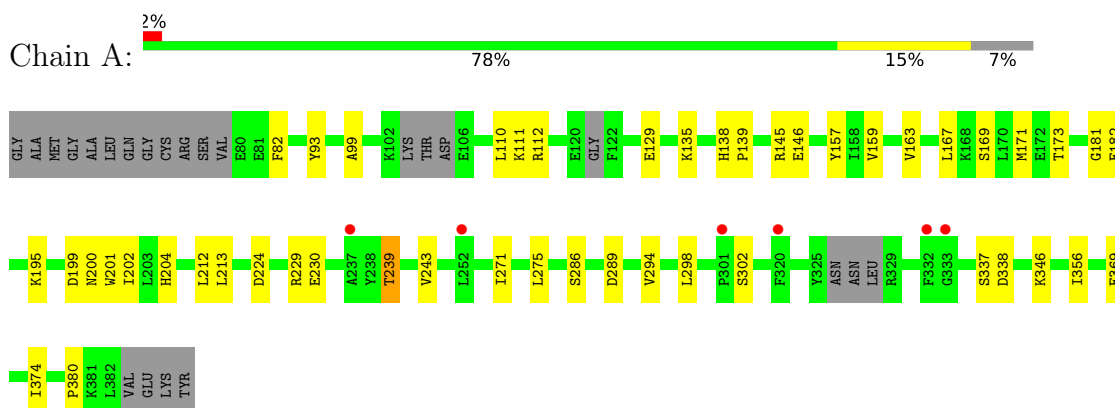 2%
Chain A:
78% 15% 7%
GLY ALA MET GLY ALA LEU GLN GLY CYS ARG SER VAL E80 E81 F82 Y93 A99 K102 LYS THR ASP E106 L110 K111 R112 E120 GLY F122 E129 K135 H138 P139 R145 E146 Y157 I158 V159 V163 L167 K168 S169 L170 M171 E172 T173 G181
K195 D199 N200 W201 I202 L203 H204 L212 L213 D224 R229 E230 A237 Y238 T239 V243 L252 I271 L275 S286 D289 V294 L298 P301 S302 F320 Y325 ASN ASN LEU R329 F332 G333 S337 D338 K346 I356
I374 P380 K381 L382 VAL GLU LYS TYR